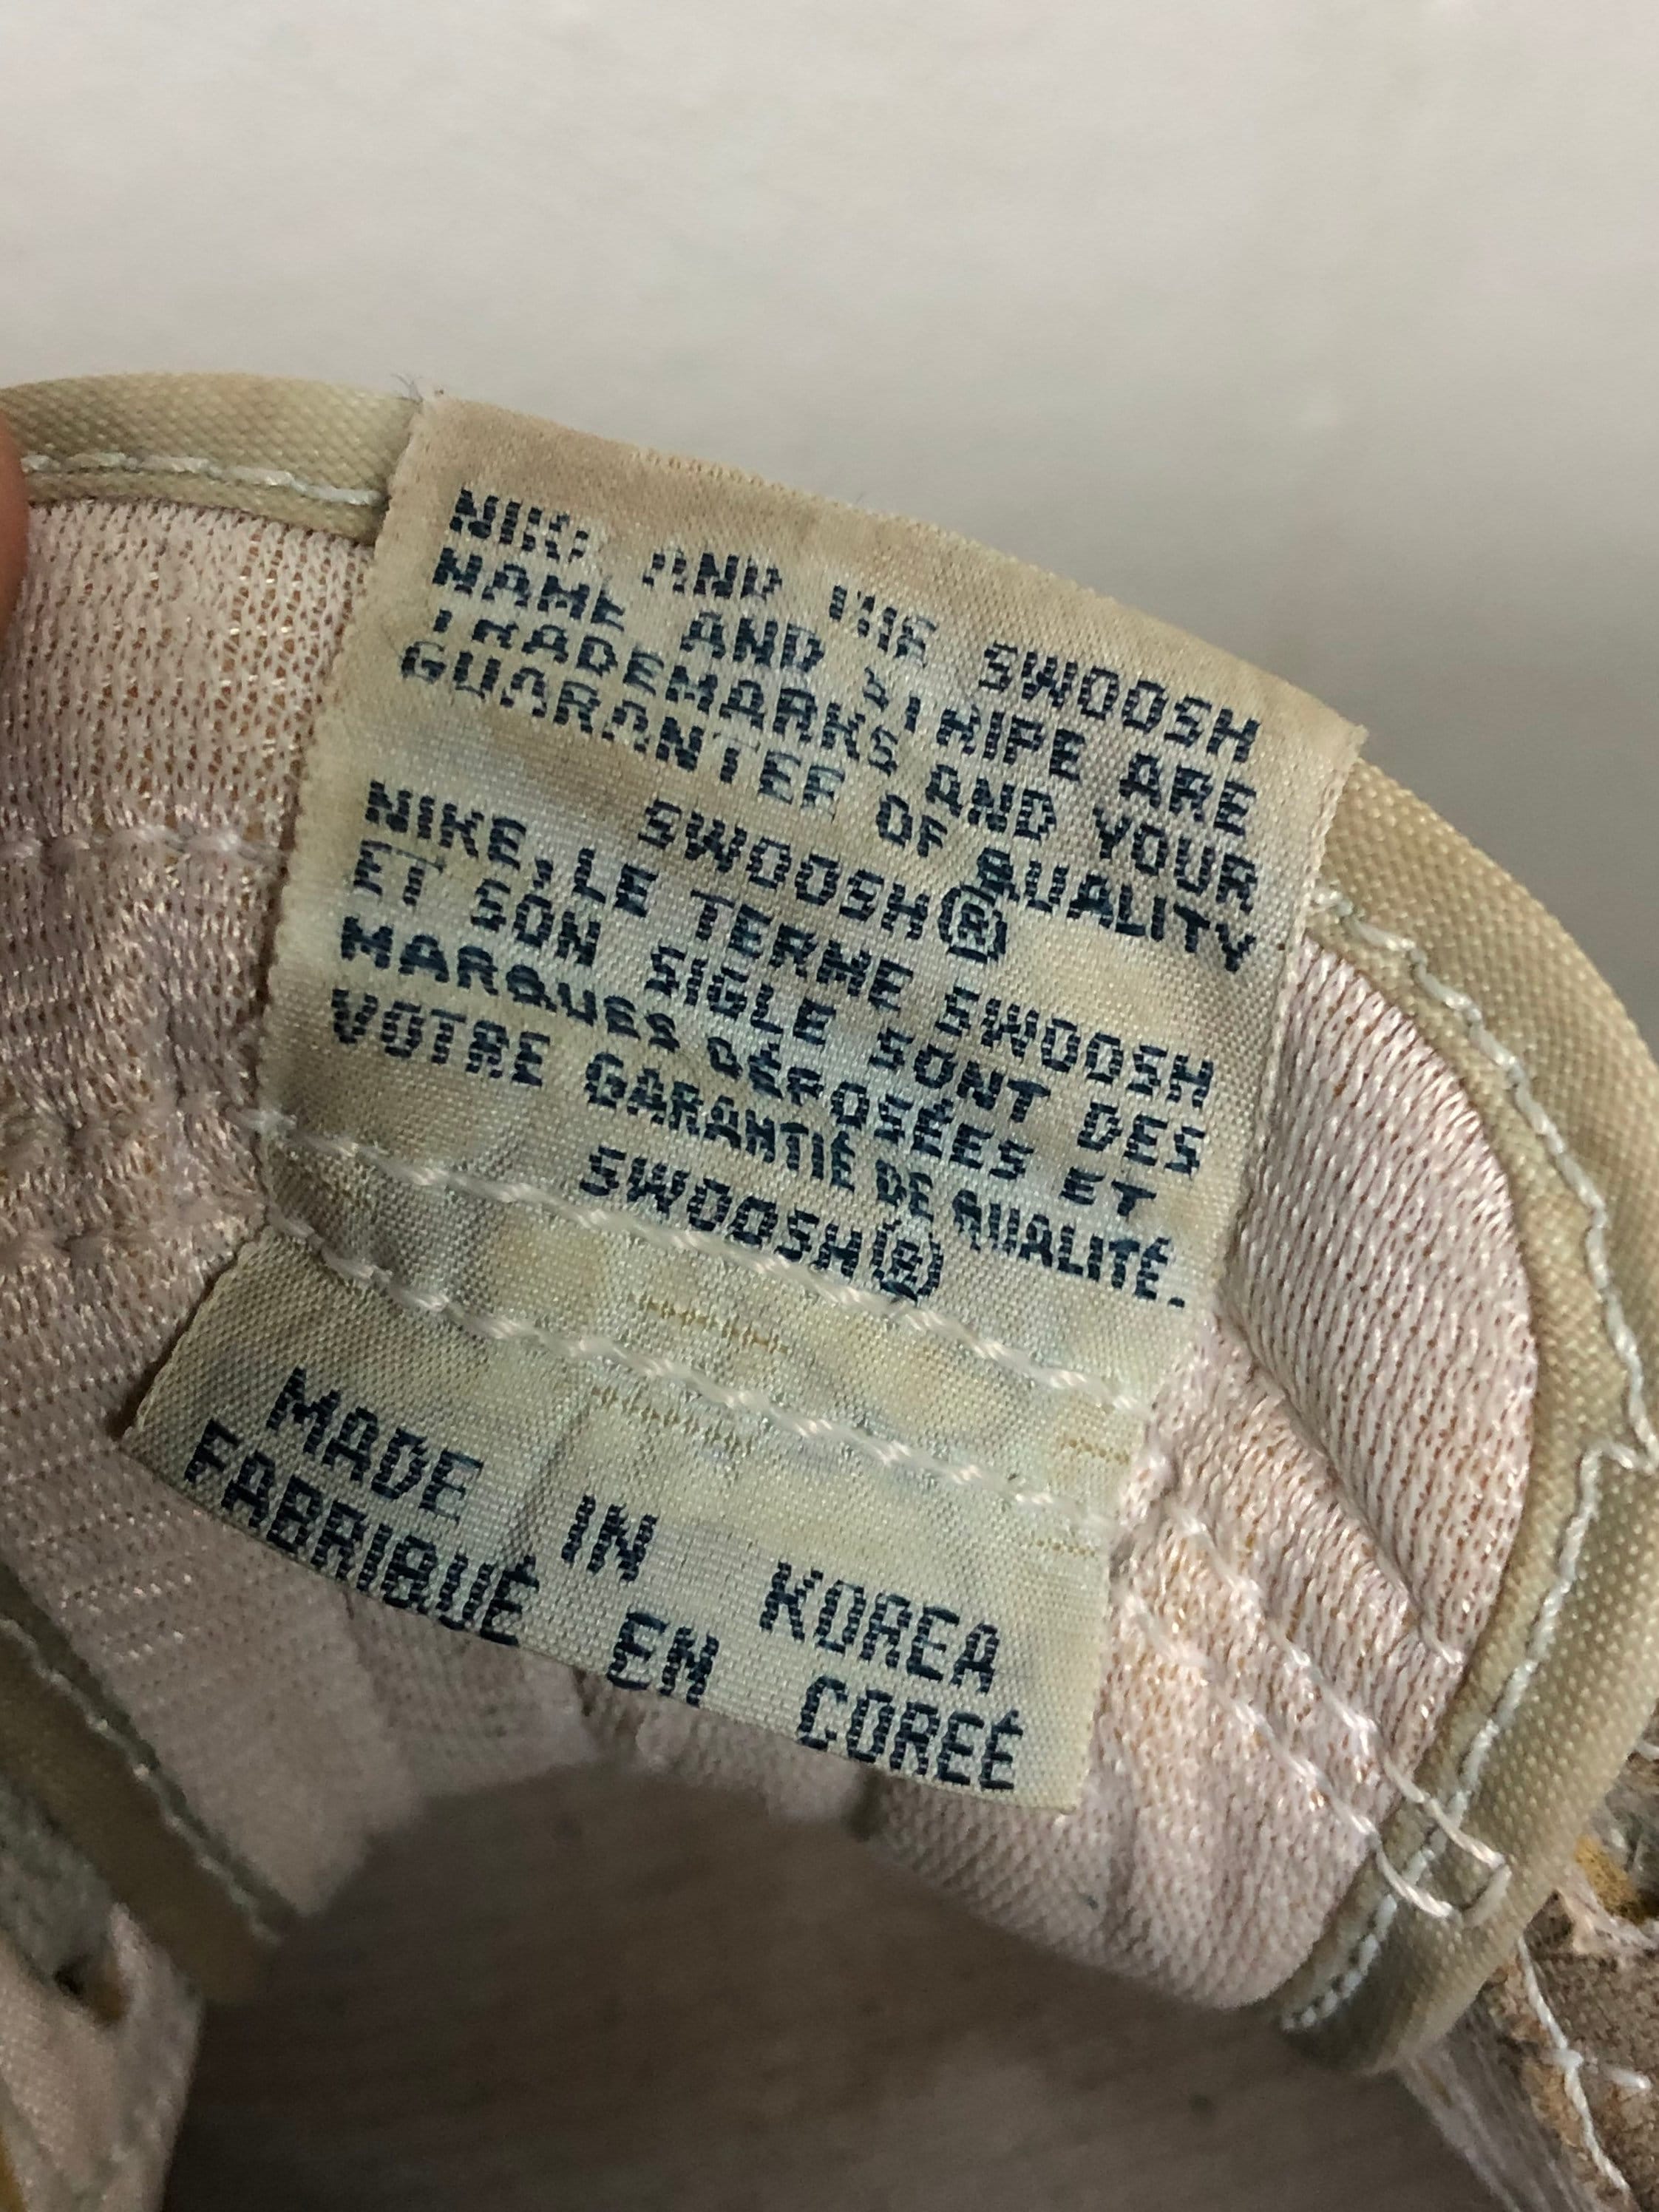 NIKE AND THE SWOOSH
NAME AND STRIPE ARE
TRADEMARKS AND YOUR
GUARANTEE OF QUALITY
SWOOSH®
NIKE, LE TERME SWOOSH
ET SON SIGLE SONT DES
MARQUES DÉPOSÉES ET
VOTRE GARANTIE DE QUALITÉ.
SWOOSH®
MADE IN KOREA
FABRIQUÉ EN COREÉ